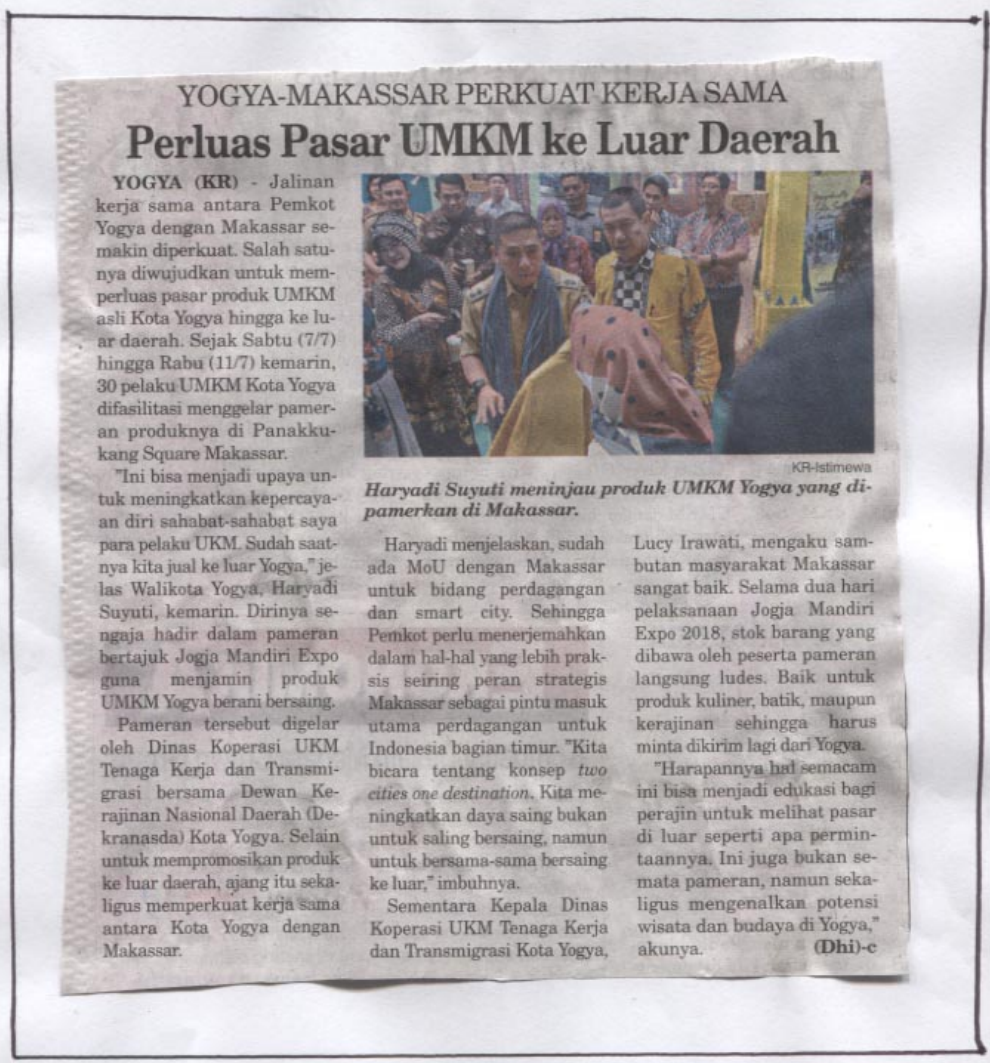 YOGYA-MAKASSAR PERKUAT KERJA SAMA
Perluas Pasar UMKM ke Luar Daerah
YOGYA (KR) - Jalinan
kerja sama antara Pemkot
Yogya dengan Makassar se-
makin diperkuat. Salah satu-
nya diwujudkan untuk mem-
perluas pasar produk UMKM
asli Kota Yogya hingga ke lu-
ar daerah. Sejak Sabtu (7/7)
hingga Rabu (11/7) kemarin,
30 pelaku UMKM Kota Yogya
difasilitasi menggelar pamer-
an produknya di Panakku-
kang Square Makassar.
"Ini bisa menjadi upaya un-
tuk meningkatkan kepercaya-
an diri sahabat-sahabat saya
para pelaku UKM. Sudah saat-
nya kita jual ke luar Yogya," je-
las Walikota Yogya, Haryadi
Suyuti, kemarin. Dirinya se-
ngaja hadir dalam pameran
bertajuk Jogja Mandiri Expo
guna menjamin produk
UMKM Yogya berani bersaing.
Pameran tersebut digelar
oleh Dinas Koperasi UKM
Tenaga Kerja dan Transmi-
grasi bersama Dewan Ke-
rajinan Nasional Daerah (De-
kranasda) Kota Yogya. Selain
untuk mempromosikan produk
ke luar daerah, ajang itu seka-
ligus memperkuat kerja sama
antara Kota Yogya dengan
Makassar.
KR-Istimewa
Haryadi Suyuti meninjau produk UMKM Yogya yang di-
pamerkan di Makassar.
Haryadi menjelaskan, sudah
ada MoU dengan Makassar
untuk bidang perdagangan
dan smart city. Sehingga
Pemkot perlu menerjemahkan
dalam hal-hal yang lebih prak-
sis seiring peran strategis
Makassar sebagai pintu masuk
utama perdagangan untuk
Indonesia bagian timur. "Kita
bicara tentang konsep two
cities one destination. Kita me-
ningkatkan daya saing bukan
untuk saling bersaing, namun
untuk bersama-sama bersaing
ke luar," imbuhnya.
Sementara Kepala Dinas
Koperasi UKM Tenaga Kerja
dan Transmigrasi Kota Yogya,
Lucy Irawati, mengaku sam-
butan masyarakat Makassar
sangat baik. Selama dua hari
pelaksanaan Jogja Mandiri
Expo 2018, stok barang yang
dibawa oleh peserta pameran
langsung ludes. Baik untuk
produk kuliner, batik, maupun
kerajinan sehingga harus
minta dikirim lagi dari Yogya.
"Harapannya hal semacam
ini bisa menjadi edukasi bagi
perajin untuk melihat pasar
di luar seperti apa permin-
taannya. Ini juga bukan se-
mata pameran, namun seka-
ligus mengenalkan potensi
wisata dan budaya di Yogya,"
akunya. (Dhi)-c